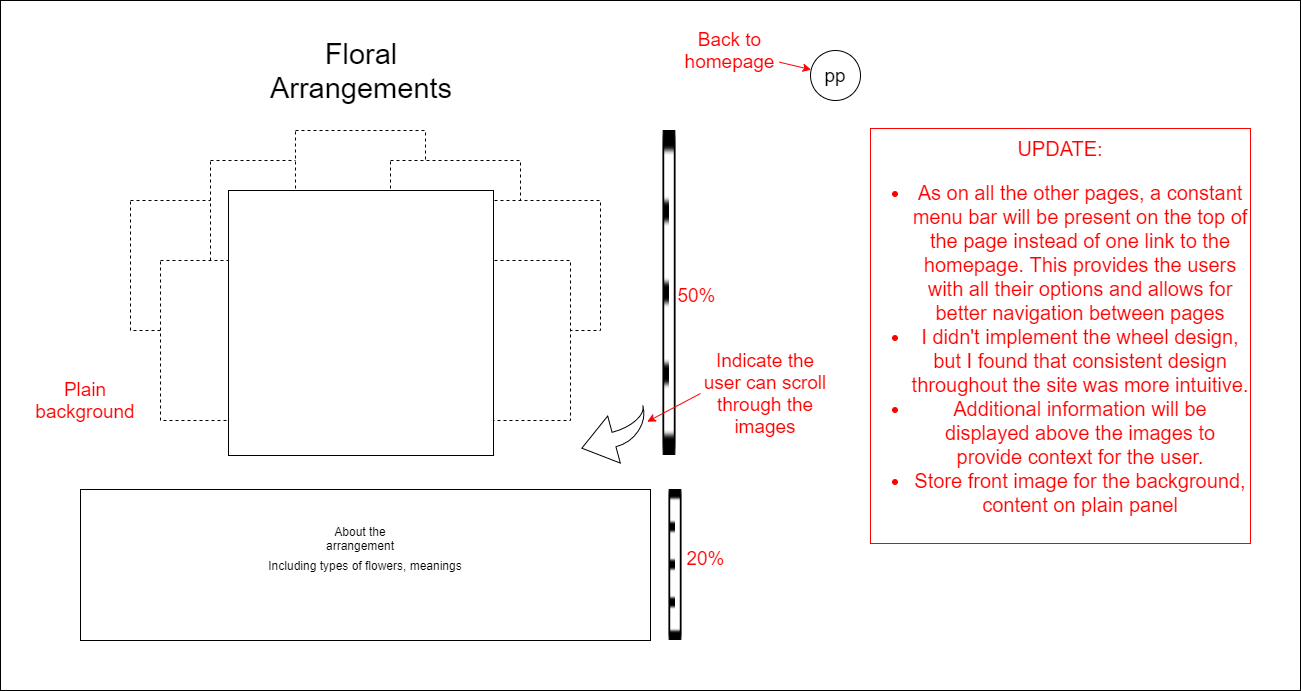 Floral
Arrangements
Back to
homepage
pp
50%
Indicate the
user can scroll
through the
images
Plain
background
About the
arrangement
Including types of flowers, meanings
20%
UPDATE:
• As on all the other pages, a constant
menu bar will be present on the top of
the page instead of one link to the
homepage. This provides the users
with all their options and allows for
better navigation between pages
• I didn't implement the wheel design,
but I found that consistent design
throughout the site was more intuitive.
• Additional information will be
displayed above the images to
provide context for the user.
• Store front image for the background,
content on plain panel